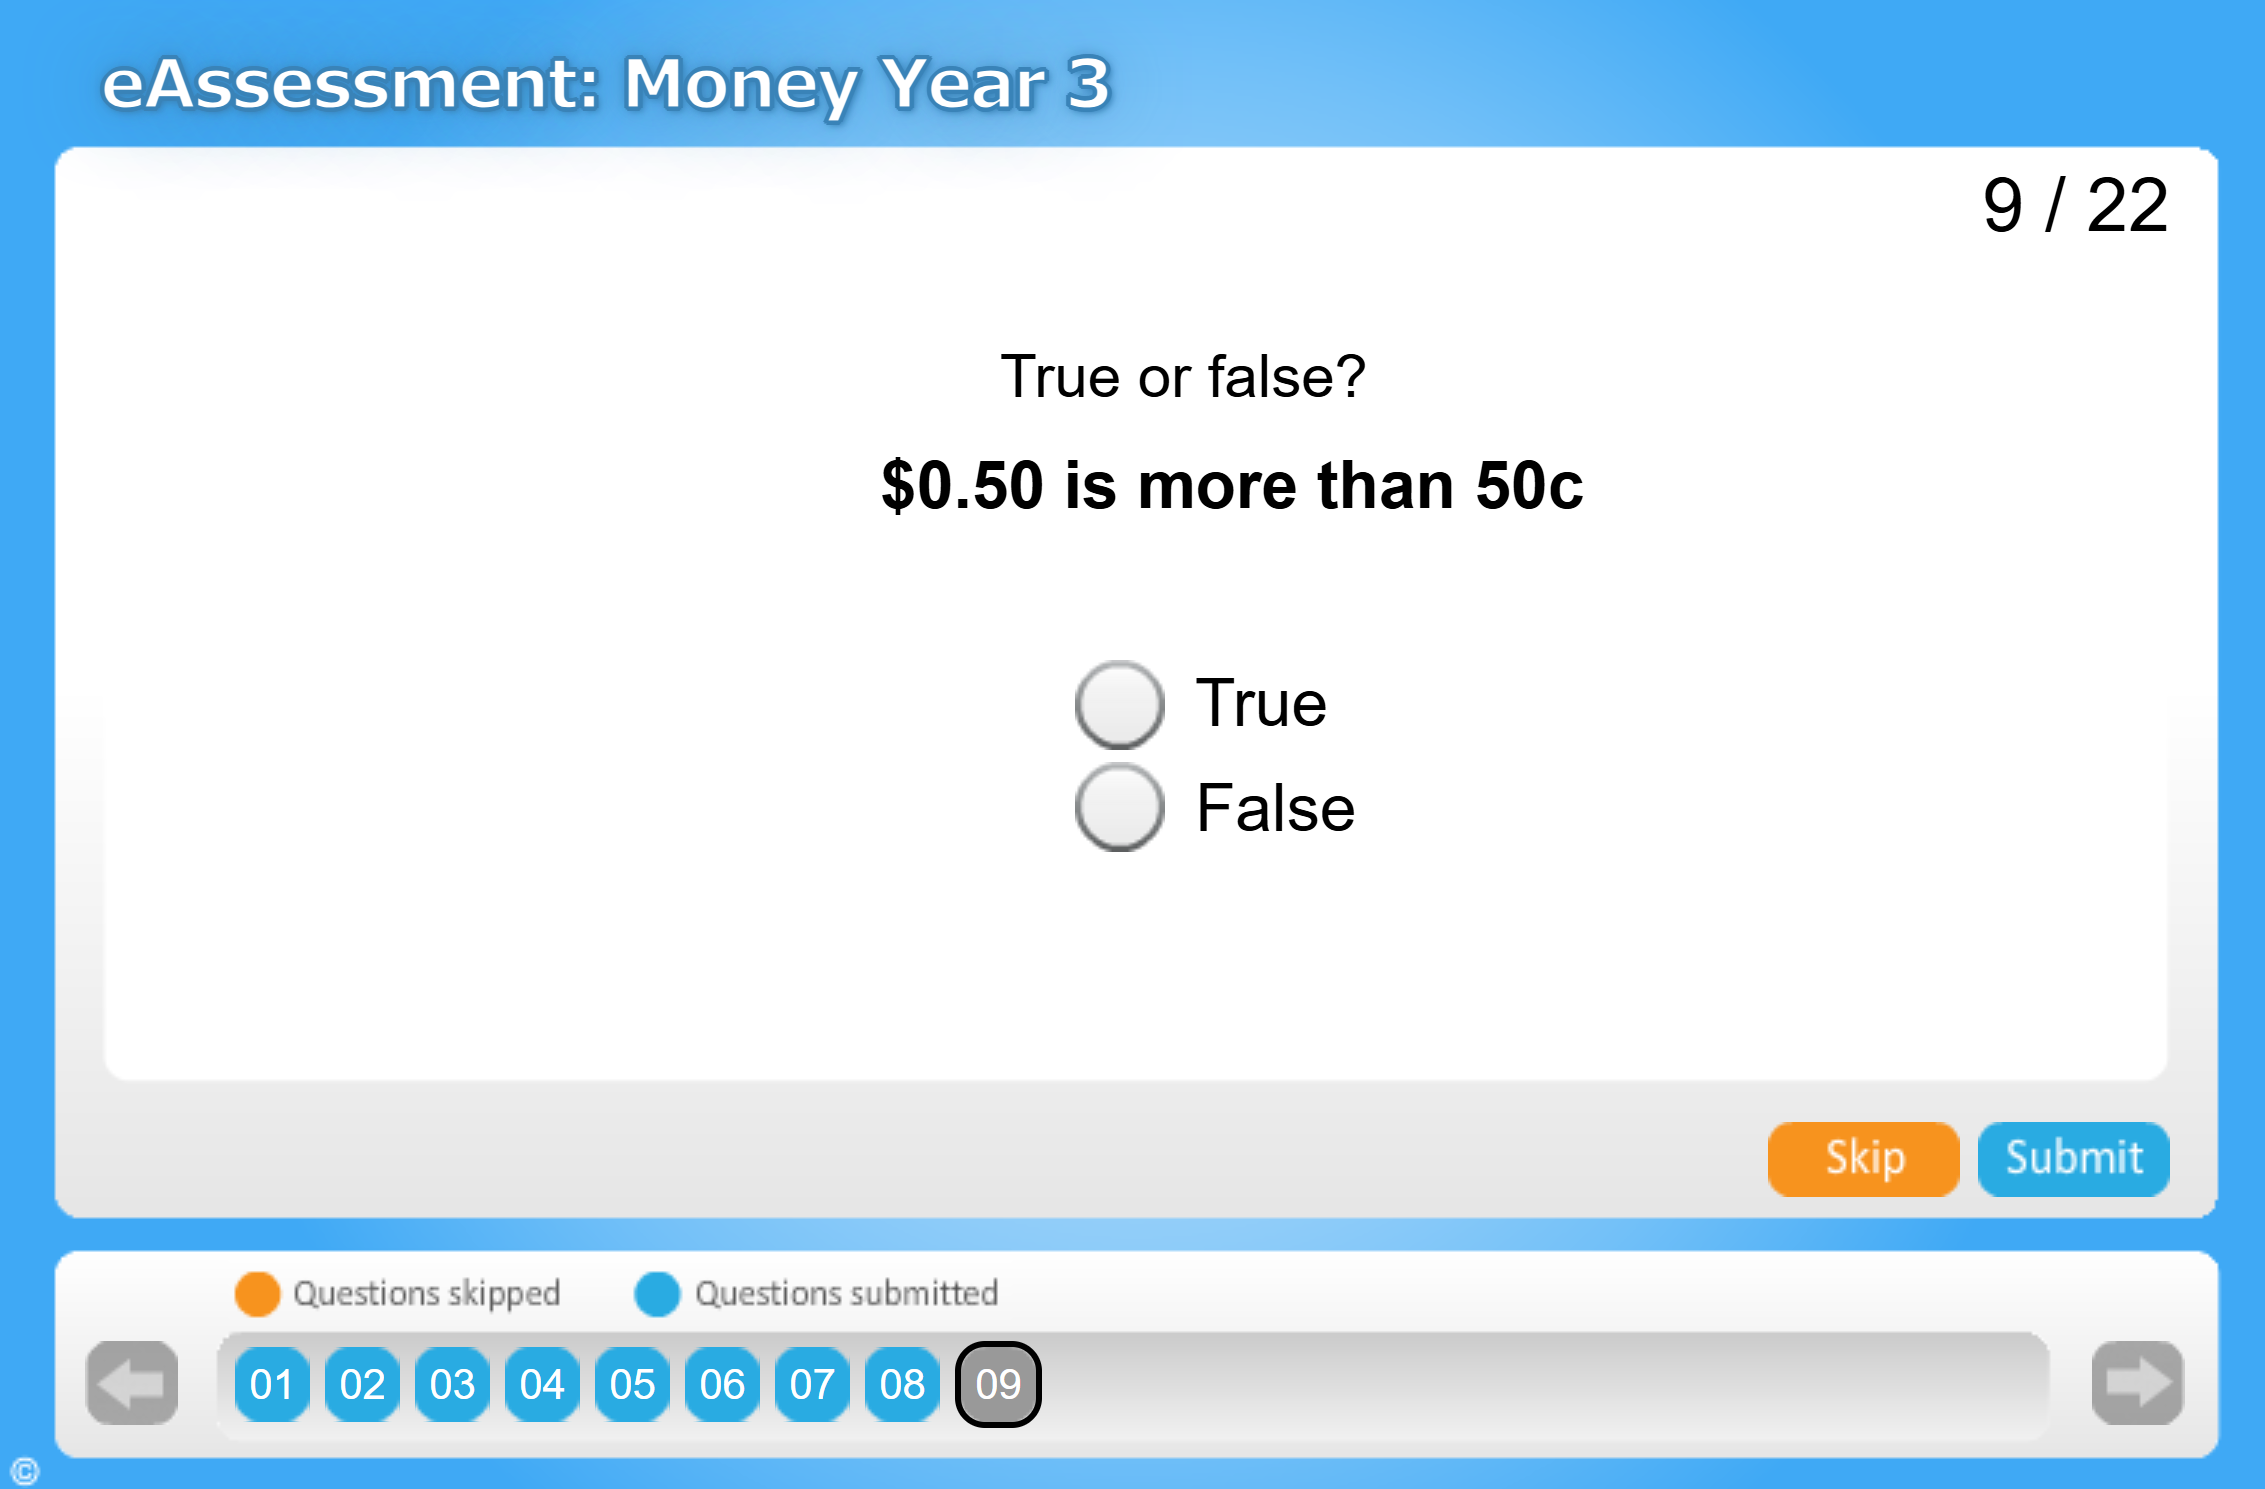 eAssessment: Money Year 3
9 / 22
True or false?
$0.50 is more than 50c
True
False
Skip Submit
Questions skipped Questions submitted
01 02 03 04 05 06 07 08 09
©